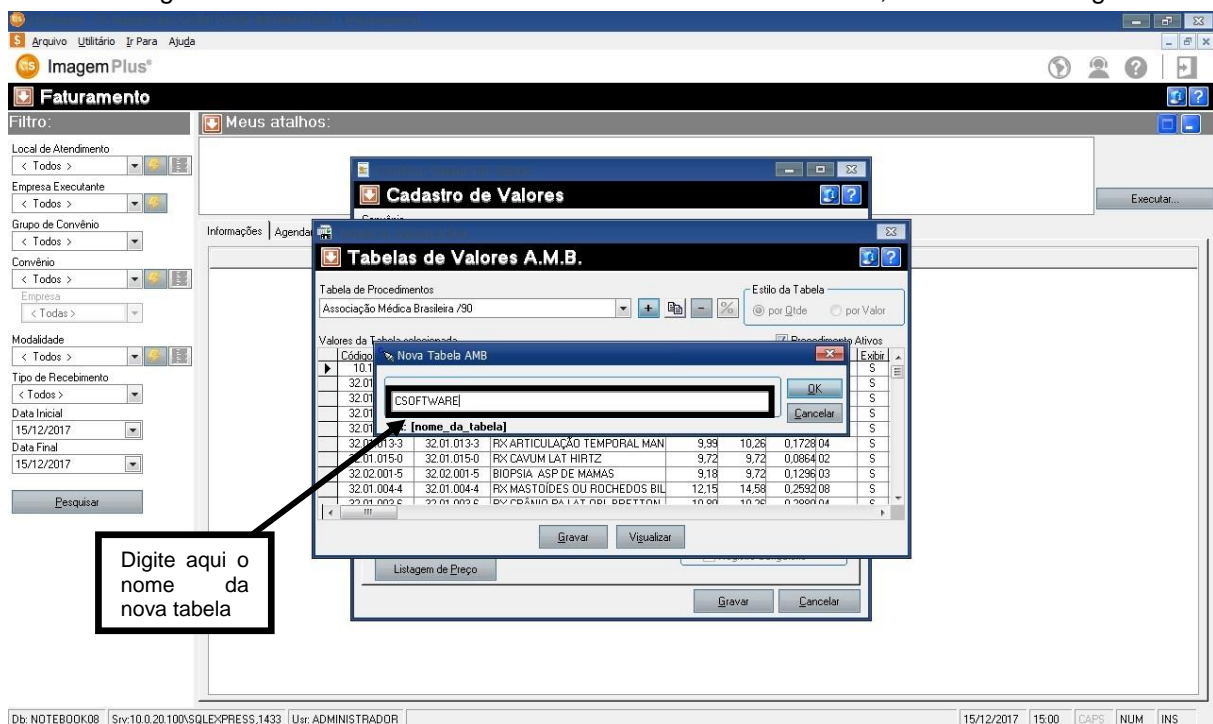 Arquivo Utilitário Ir Para Ajuda
ImagemPlus®
Faturamento
Filtro:
Meus atalhos:
Local de Atendimento
< Todos >
Empresa Executante
< Todos >
Grupo de Convênio
< Todos >
Convênio
< Todos >
Empresa
< Todas >
Modalidade
< Todos >
Tipo de Recebimento
< Todos >
Data Inicial
15/12/2017
Data Final
15/12/2017
Pesquisar
Executar...
Informações
Cadastro de Valores
Tabelas de Valores A.M.B.
Tabela de Procedimentos
Associação Médica Brasileira /90
Estilo da Tabela
por Qtde por Valor
Nova Tabela AMB
CSOFTWARE
OK
Cancelar
[nome_da_tabela]
Código Exibir
S
S
S
S
S
32.01.013-3 32.01.013-3 RX ARTICULAÇÃO TEMPORAL MAN 9,99 10,26 0,1728 04 S
32.01.015-0 32.01.015-0 RX CAVUM LAT HIRTZ 9,72 9,72 0,0864 02 S
32.02.001-5 32.02.001-5 BIOPSIA ASP DE MAMAS 9,18 9,72 0,1296 03 S
32.01.004-4 32.01.004-4 RX MASTOÍDES OU ROCHEDOS BIL 12,15 14,58 0,2592 08 S
Gravar Visualizar
Listagem de Preço
Gravar Cancelar
Digite aqui o
nome da
nova tabela
Db: NOTEBOOK08 Srv:10.0.20.100\SQLEXPRESS,1433 Usr: ADMINISTRADOR 15/12/2017 15:00 CAPS NUM INS